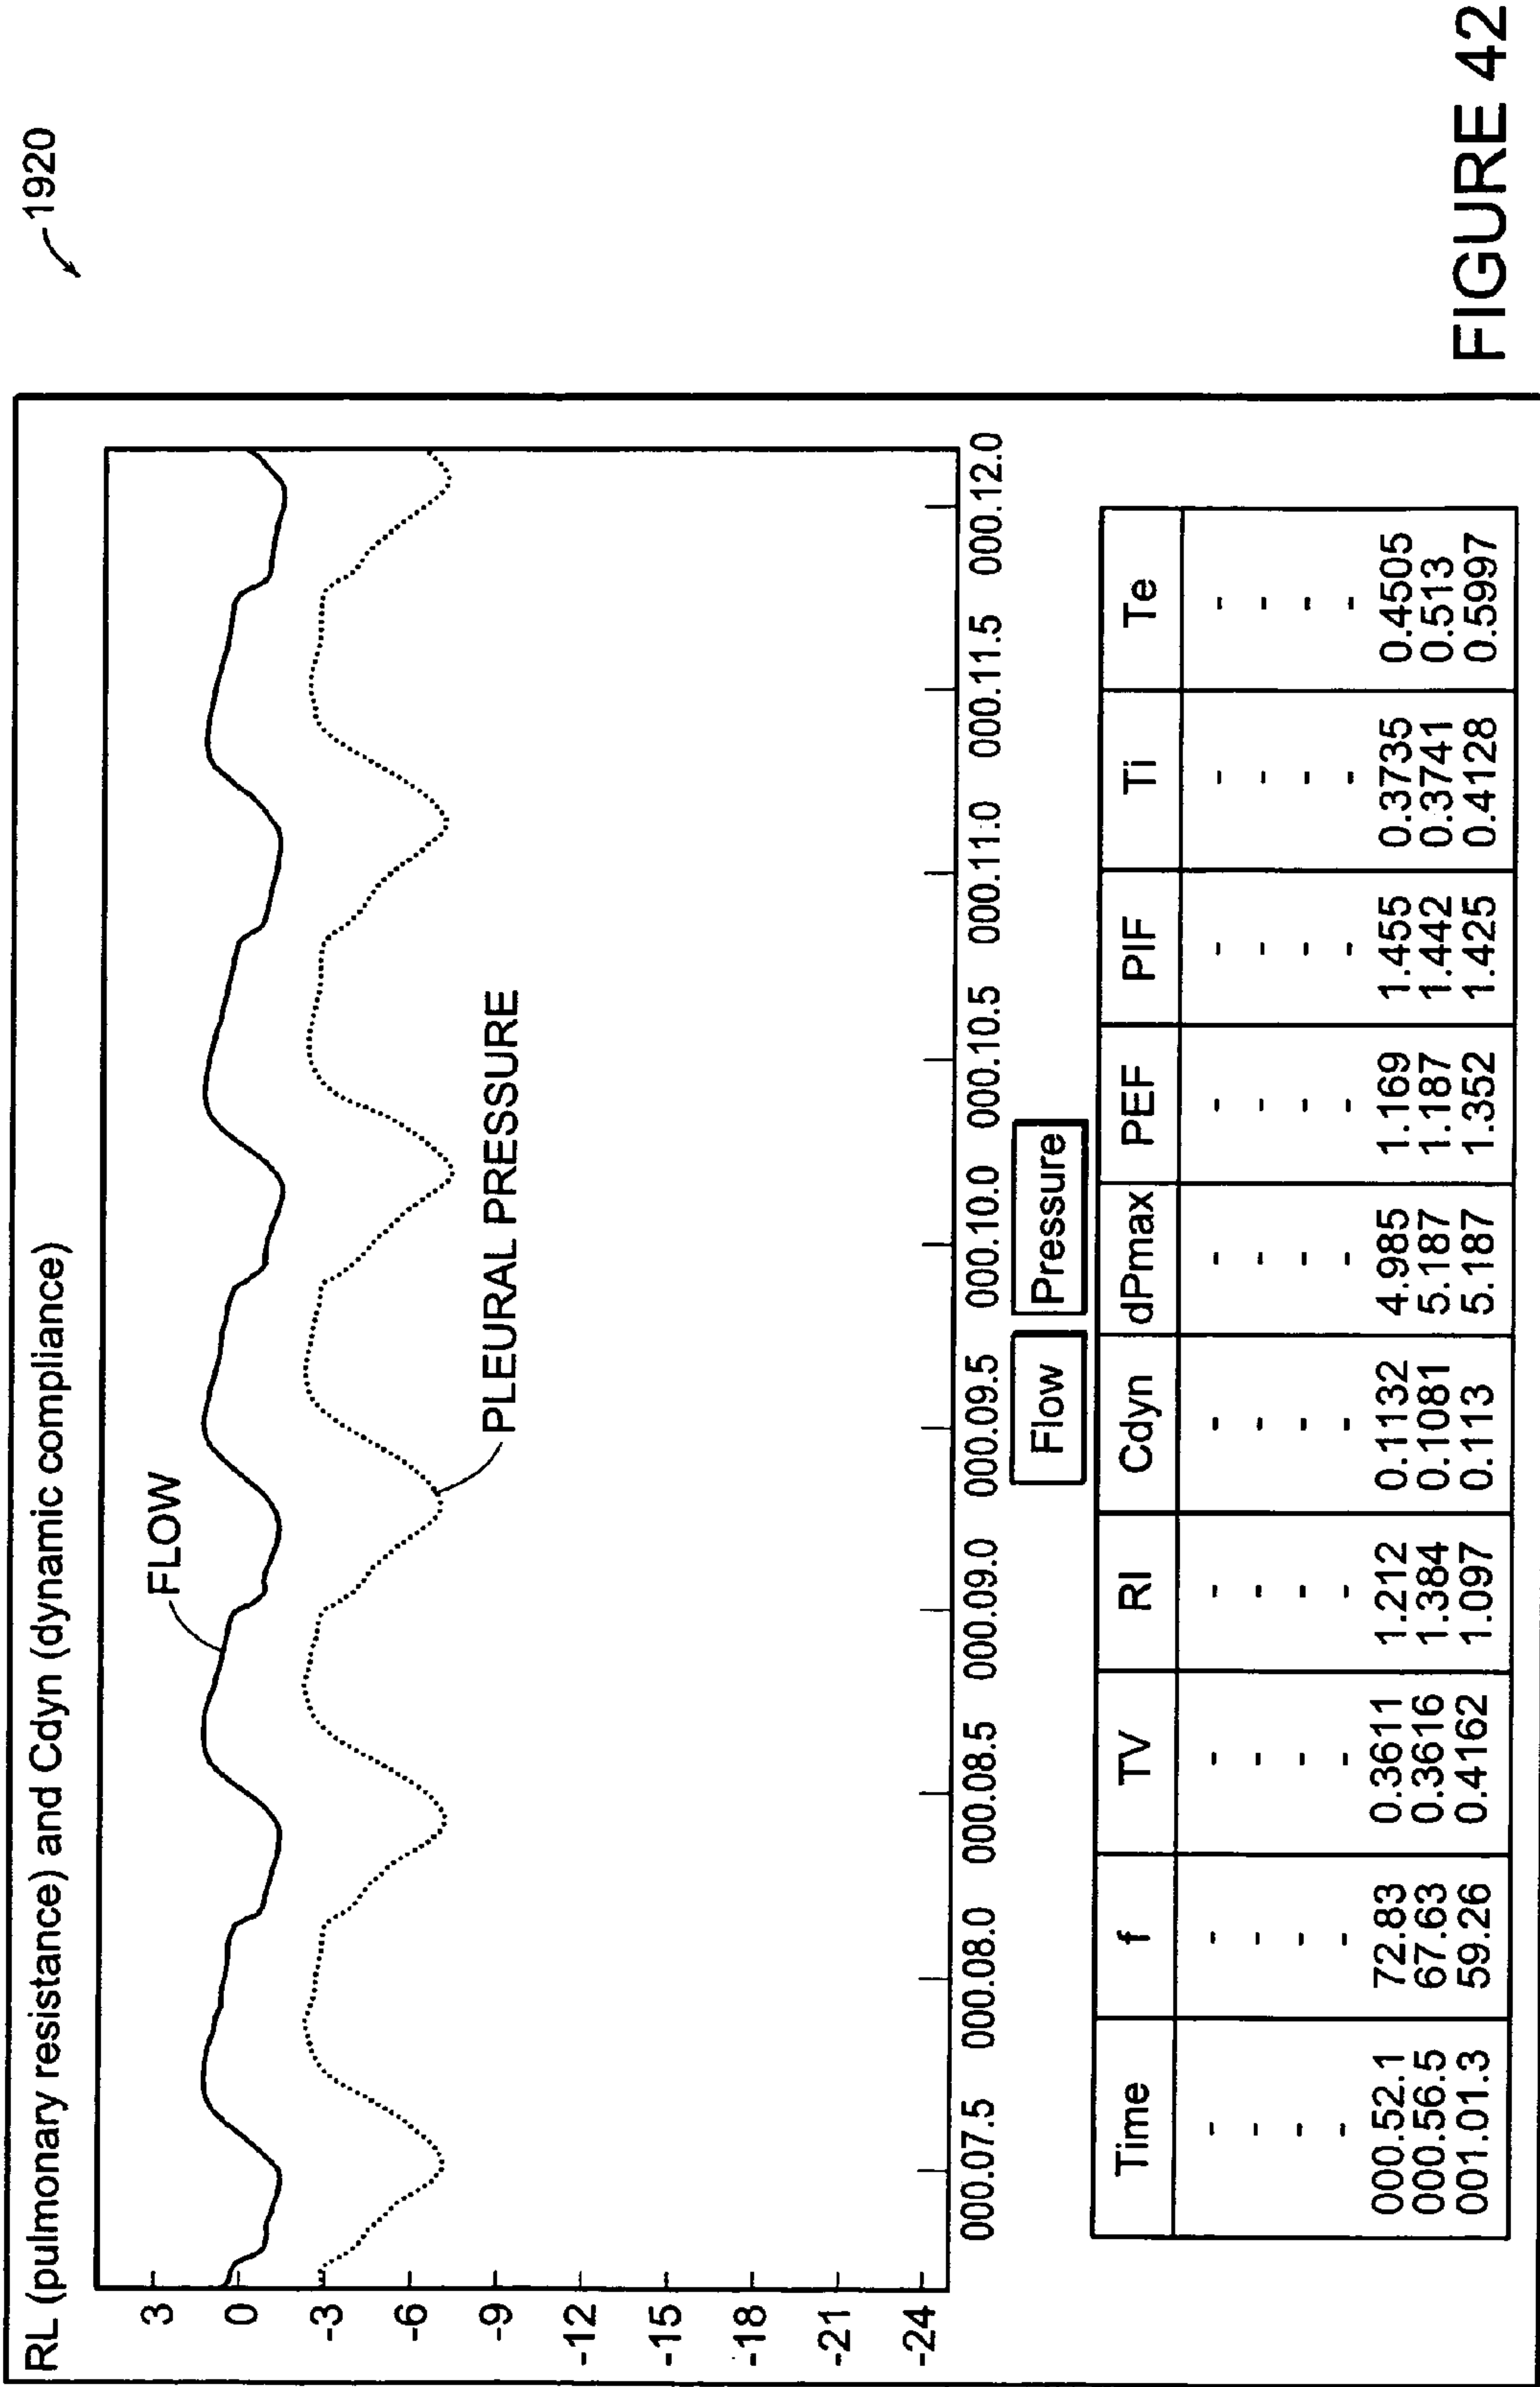 1920
RL (pulmonary resistance) and Cdyn (dynamic compliance)
FLOW
PLEURAL PRESSURE
3
0
-3
-6
-9
-12
-15
-18
-21
-24
000.07.5 000.08.0 000.08.5 000.09.0 000.09.5 000.10.0 000.10.5 000.11.0 000.11.5 000.12.0
Flow Pressure
Time f TV RI Cdyn dPmax PEF PIF Ti Te
- - - - - - - - - -
- - - - - - - - - -
- - - - - - - - - -
- - - - - - - - - -
000.52.1 72.83 0.3611 1.212 0.1132 4.985 1.169 1.455 0.3735 0.4505
000.56.5 67.63 0.3616 1.384 0.1081 5.187 1.187 1.442 0.3741 0.513
001.01.3 59.26 0.4162 1.097 0.113 5.187 1.352 1.425 0.4128 0.5997
FIGURE 42